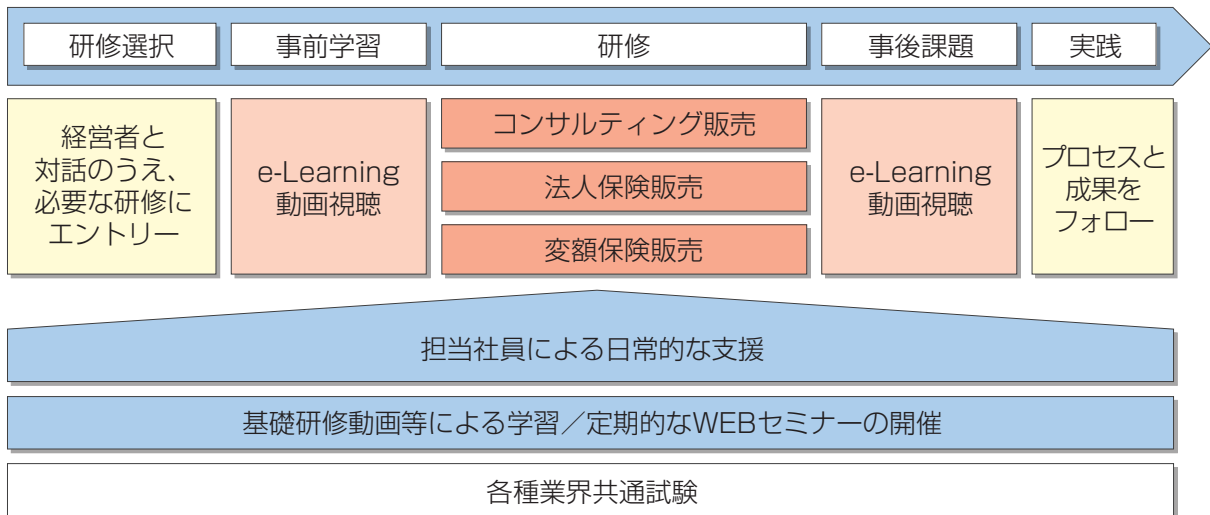 研修選択
事前学習
研修
事後課題
実践
経営者と
対話のうえ、
必要な研修に
エントリー
e-Learning
動画視聴
コンサルティング販売
法人保険販売
変額保険販売
e-Learning
動画視聴
プロセスと
成果を
フォロー
担当社員による日常的な支援
基礎研修動画等による学習／定期的なWEBセミナーの開催
各種業界共通試験